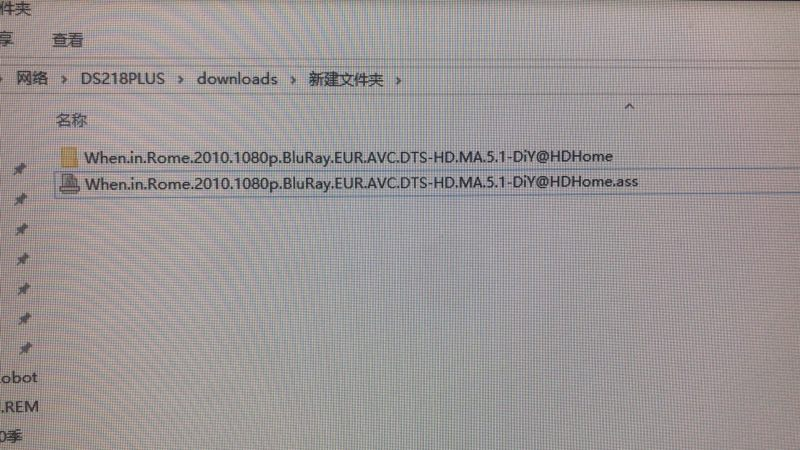 件夹
享 查看
网络 › DS218PLUS › downloads › 新建文件夹 ›
名称
When.in.Rome.2010.1080p.BluRay.EUR.AVC.DTS-HD.MA.5.1-DiY@HDHome
When.in.Rome.2010.1080p.BluRay.EUR.AVC.DTS-HD.MA.5.1-DiY@HDHome.ass
obot
.REM
0季